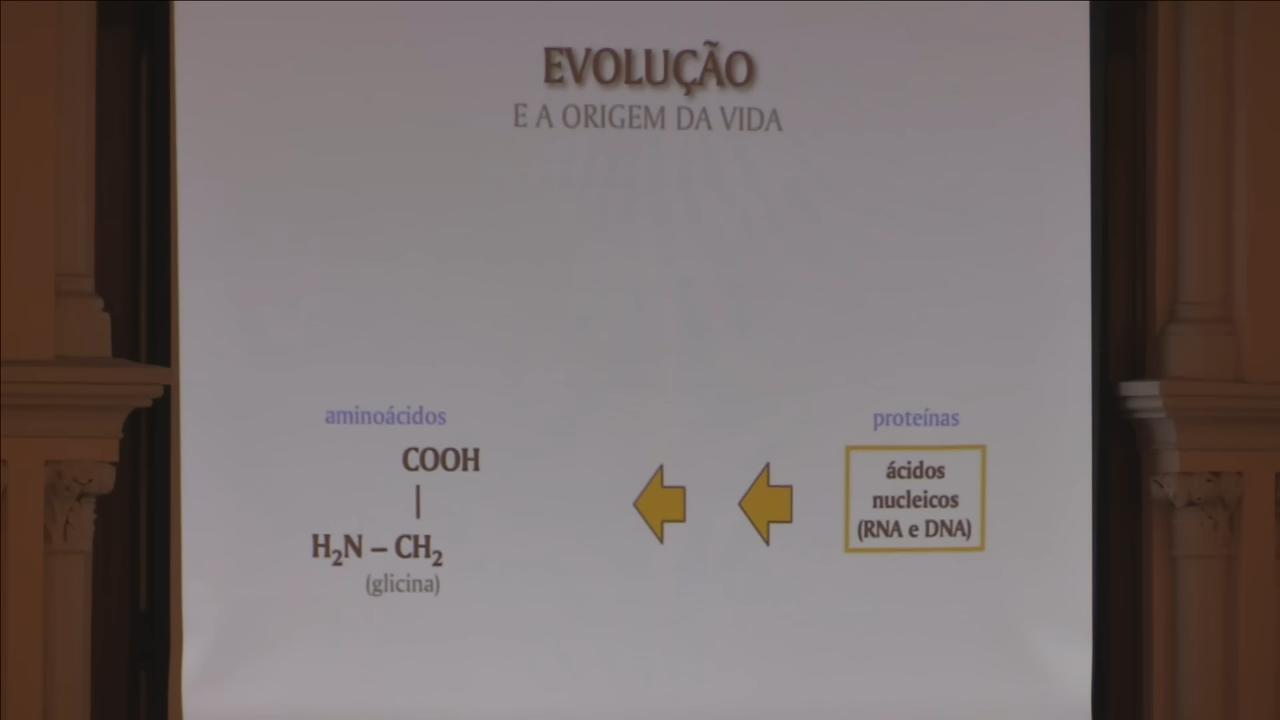 EVOLUÇÃO
E A ORIGEM DA VIDA
aminoácidos
COOH
|
H₂N – CH₂
(glicina)
proteínas
ácidos
nucleicos
(RNA e DNA)